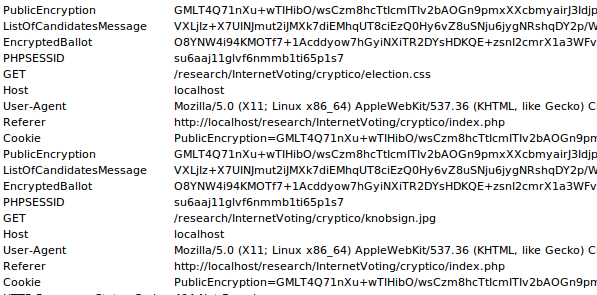 PublicEncryption GMLT4Q71nXu+wTIHibO/wsCzm8hcTtlcmITIv2bAOGn9pmxXXcbmyairJ3ldjp
ListOfCandidatesMessage VXLjlz+X7UINJmut2iJMXk7diEMhqUT8ciEzQ0Hy6vZ8uSNju6jygNRshqDY2p/W
EncryptedBallot O8YNW4i94KMOTf7+1Acddyow7hGyiNXiTR2DYsHDKQE+zsnI2cmrX1a3WFv
PHPSESSID su6aaj11glvf6nmmb1ti65p1s7
GET /research/InternetVoting/cryptico/election.css
Host localhost
User-Agent Mozilla/5.0 (X11; Linux x86_64) AppleWebKit/537.36 (KHTML, like Gecko) C
Referer http://localhost/research/InternetVoting/cryptico/index.php
Cookie PublicEncryption=GMLT4Q71nXu+wTIHibO/wsCzm8hcTtlcmITIv2bAOGn9pm
PublicEncryption GMLT4Q71nXu+wTIHibO/wsCzm8hcTtlcmITIv2bAOGn9pmxXXcbmyairJ3ldjp
ListOfCandidatesMessage VXLjlz+X7UINJmut2iJMXk7diEMhqUT8ciEzQ0Hy6vZ8uSNju6jygNRshqDY2p/W
EncryptedBallot O8YNW4i94KMOTf7+1Acddyow7hGyiNXiTR2DYsHDKQE+zsnI2cmrX1a3WFv
PHPSESSID su6aaj11glvf6nmmb1ti65p1s7
GET /research/InternetVoting/cryptico/knobsign.jpg
Host localhost
User-Agent Mozilla/5.0 (X11; Linux x86_64) AppleWebKit/537.36 (KHTML, like Gecko) C
Referer http://localhost/research/InternetVoting/cryptico/index.php
Cookie PublicEncryption=GMLT4Q71nXu+wTIHibO/wsCzm8hcTtlcmITIv2bAOGn9pm